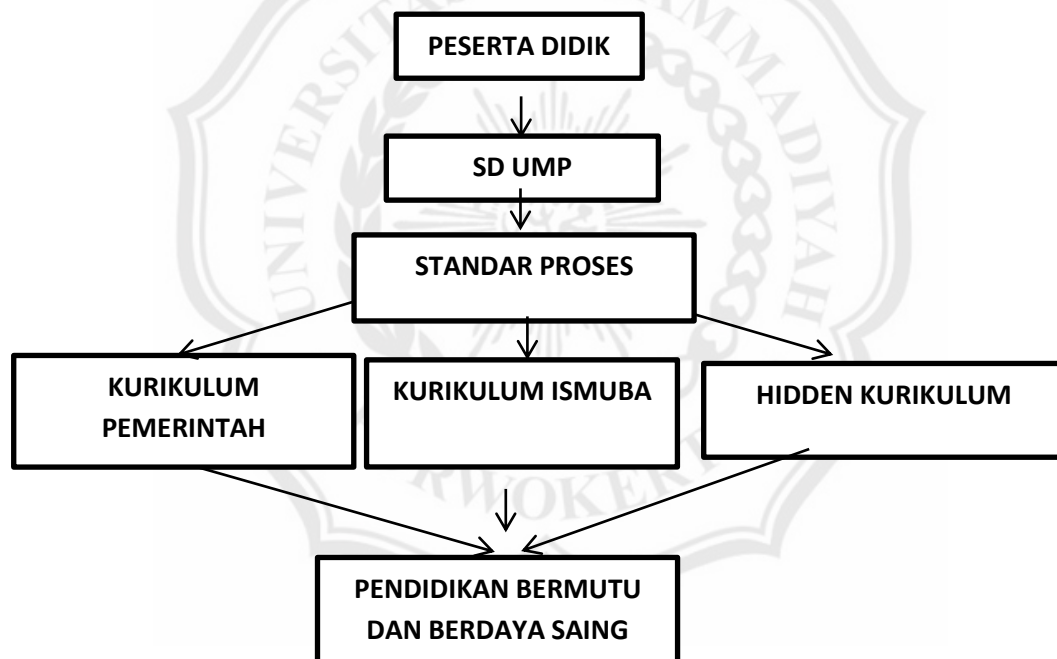 PESERTA DIDIK
SD UMP
STANDAR PROSES
KURIKULUM
PEMERINTAH
KURIKULUM ISMUBA
HIDDEN KURIKULUM
PENDIDIKAN BERMUTU
DAN BERDAYA SAING